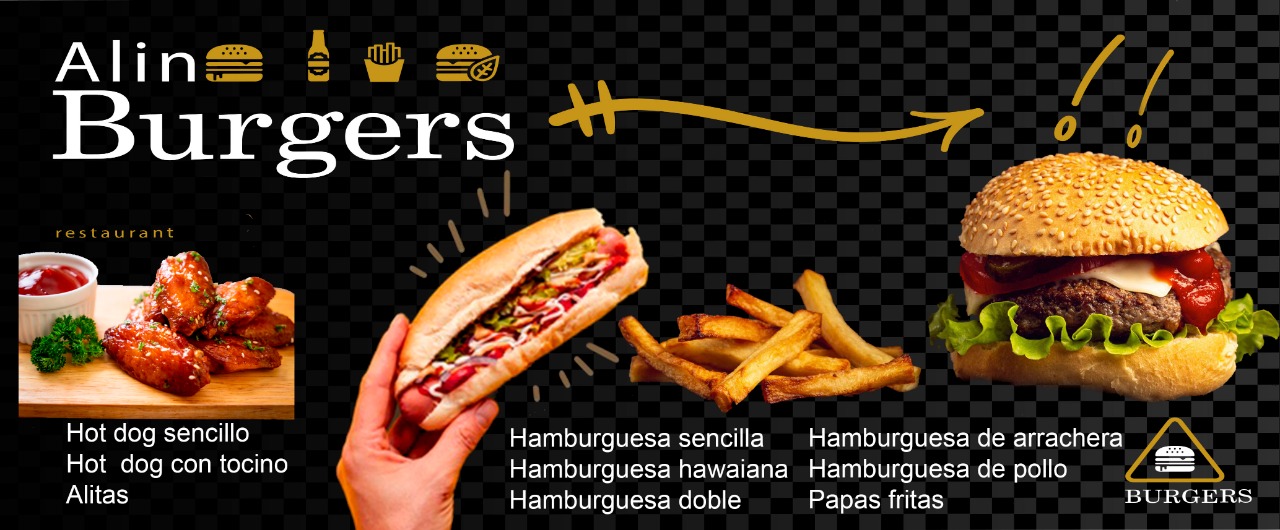 Alin
Burgers
restaurant
Hot dog sencillo
Hot dog con tocino
Alitas
Hamburguesa sencilla
Hamburguesa hawaiana
Hamburguesa doble
Hamburguesa de arrachera
Hamburguesa de pollo
Papas fritas
BURGERS